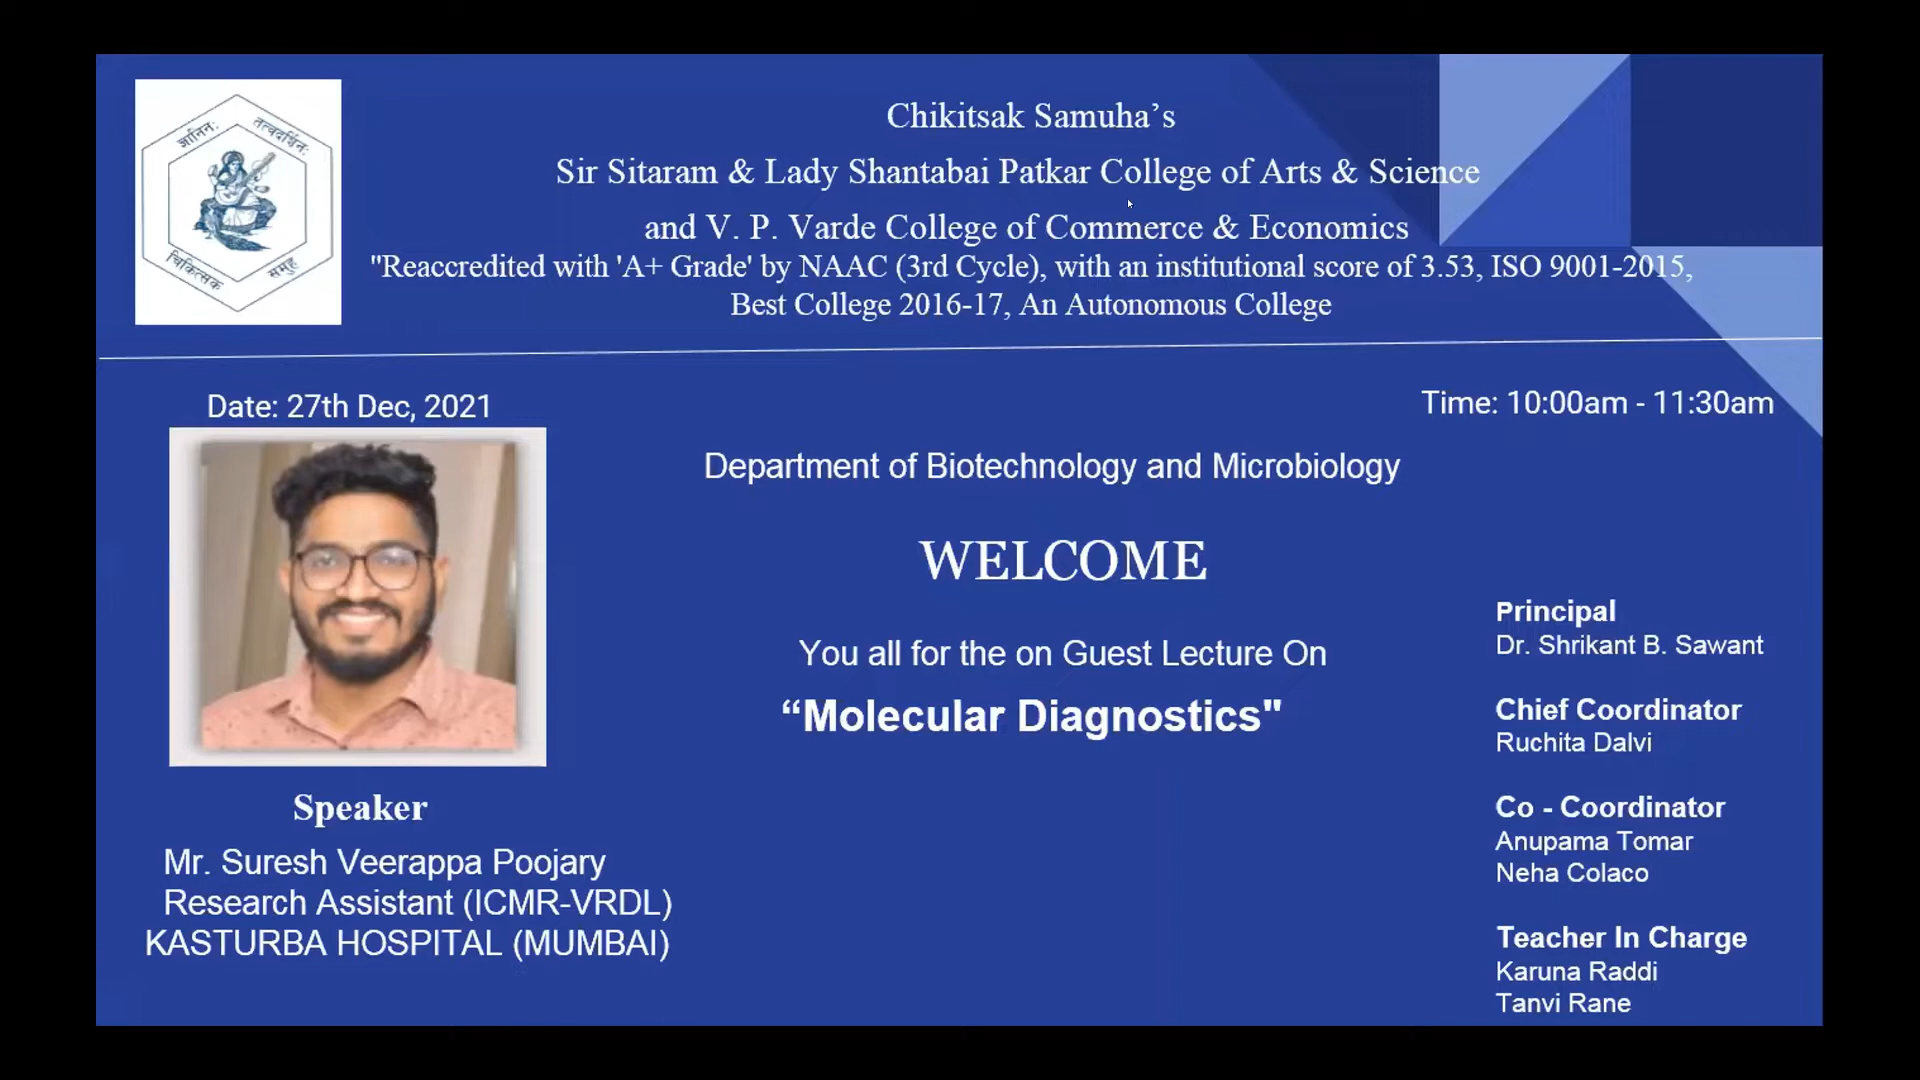 ज्ञानिनः
तत्वदर्शिनः
चिकित्सक
समुह
Chikitsak Samuha’s
Sir Sitaram & Lady Shantabai Patkar College of Arts & Science
and V. P. Varde College of Commerce & Economics
"Reaccredited with 'A+ Grade' by NAAC (3rd Cycle), with an institutional score of 3.53, ISO 9001-2015,
Best College 2016-17, An Autonomous College
Date: 27th Dec, 2021
Time: 10:00am - 11:30am
Department of Biotechnology and Microbiology
WELCOME
You all for the on Guest Lecture On
“Molecular Diagnostics"
Speaker
Mr. Suresh Veerappa Poojary
Research Assistant (ICMR-VRDL)
KASTURBA HOSPITAL (MUMBAI)
Principal
Dr. Shrikant B. Sawant
Chief Coordinator
Ruchita Dalvi
Co - Coordinator
Anupama Tomar
Neha Colaco
Teacher In Charge
Karuna Raddi
Tanvi Rane